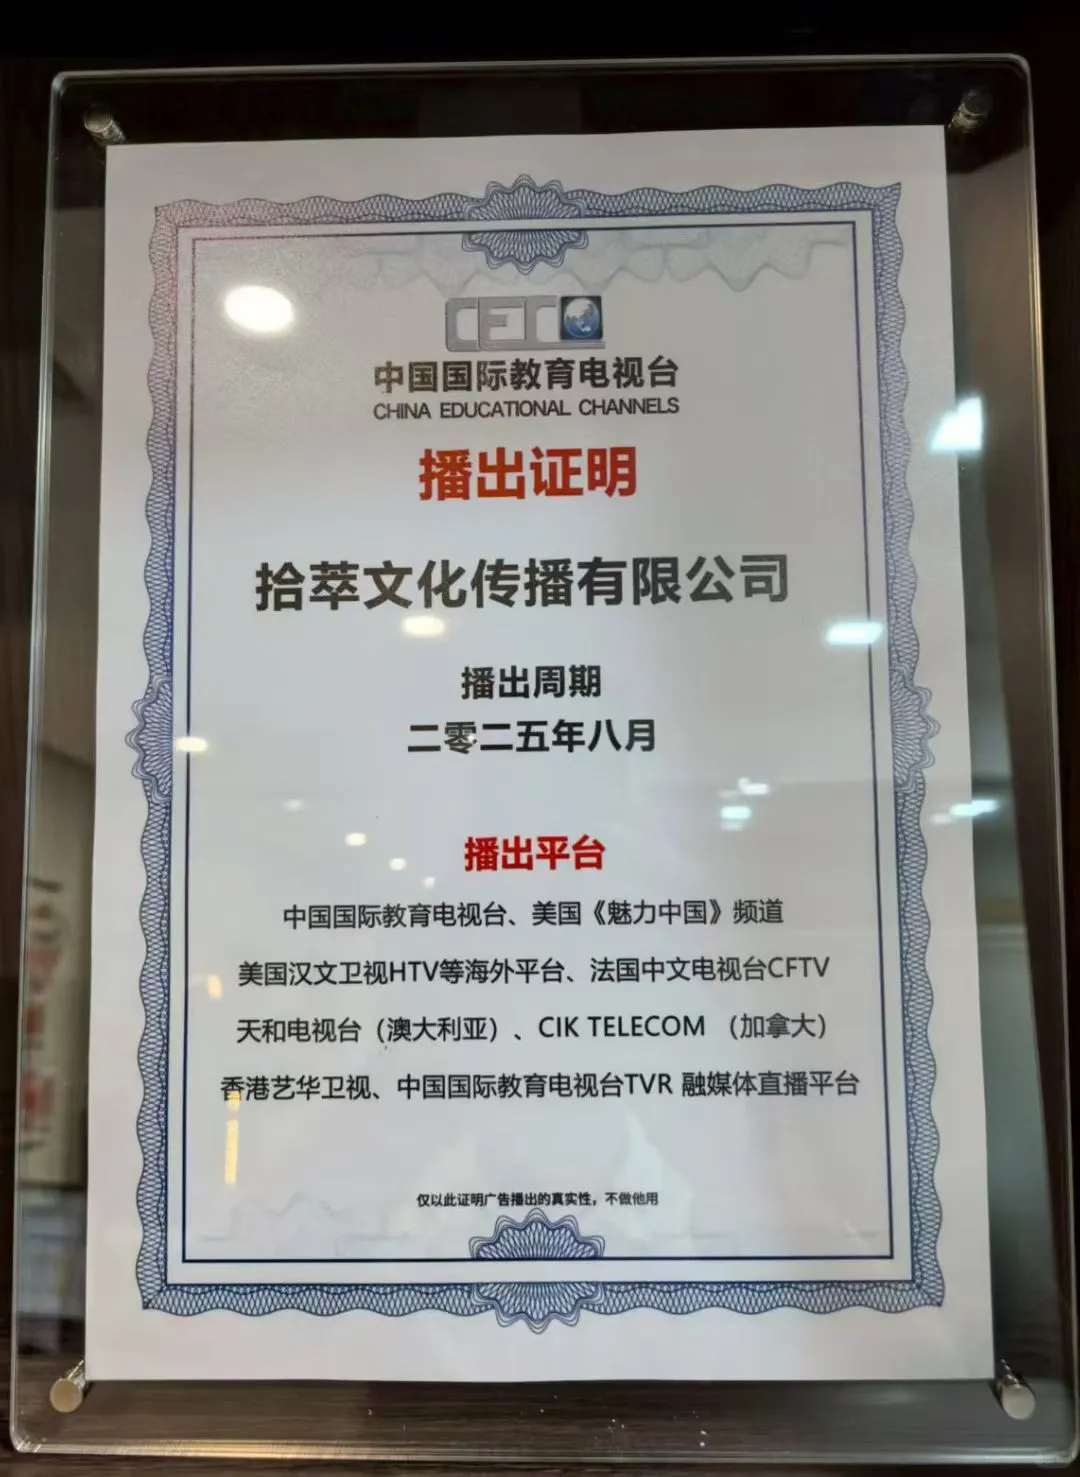 CETC
中国国际教育电视台
CHINA EDUCATIONAL CHANNELS
播出证明
拾萃文化传播有限公司
播出周期
二零二五年八月
播出平台
中国国际教育电视台、美国《魅力中国》频道
美国汉文卫视HTV等海外平台、法国中文电视台CFTV
天和电视台（澳大利亚）、CIK TELECOM （加拿大）
香港艺华卫视、中国国际教育电视台TVR 融媒体直播平台
仅以此证明广告播出的真实性，不做他用